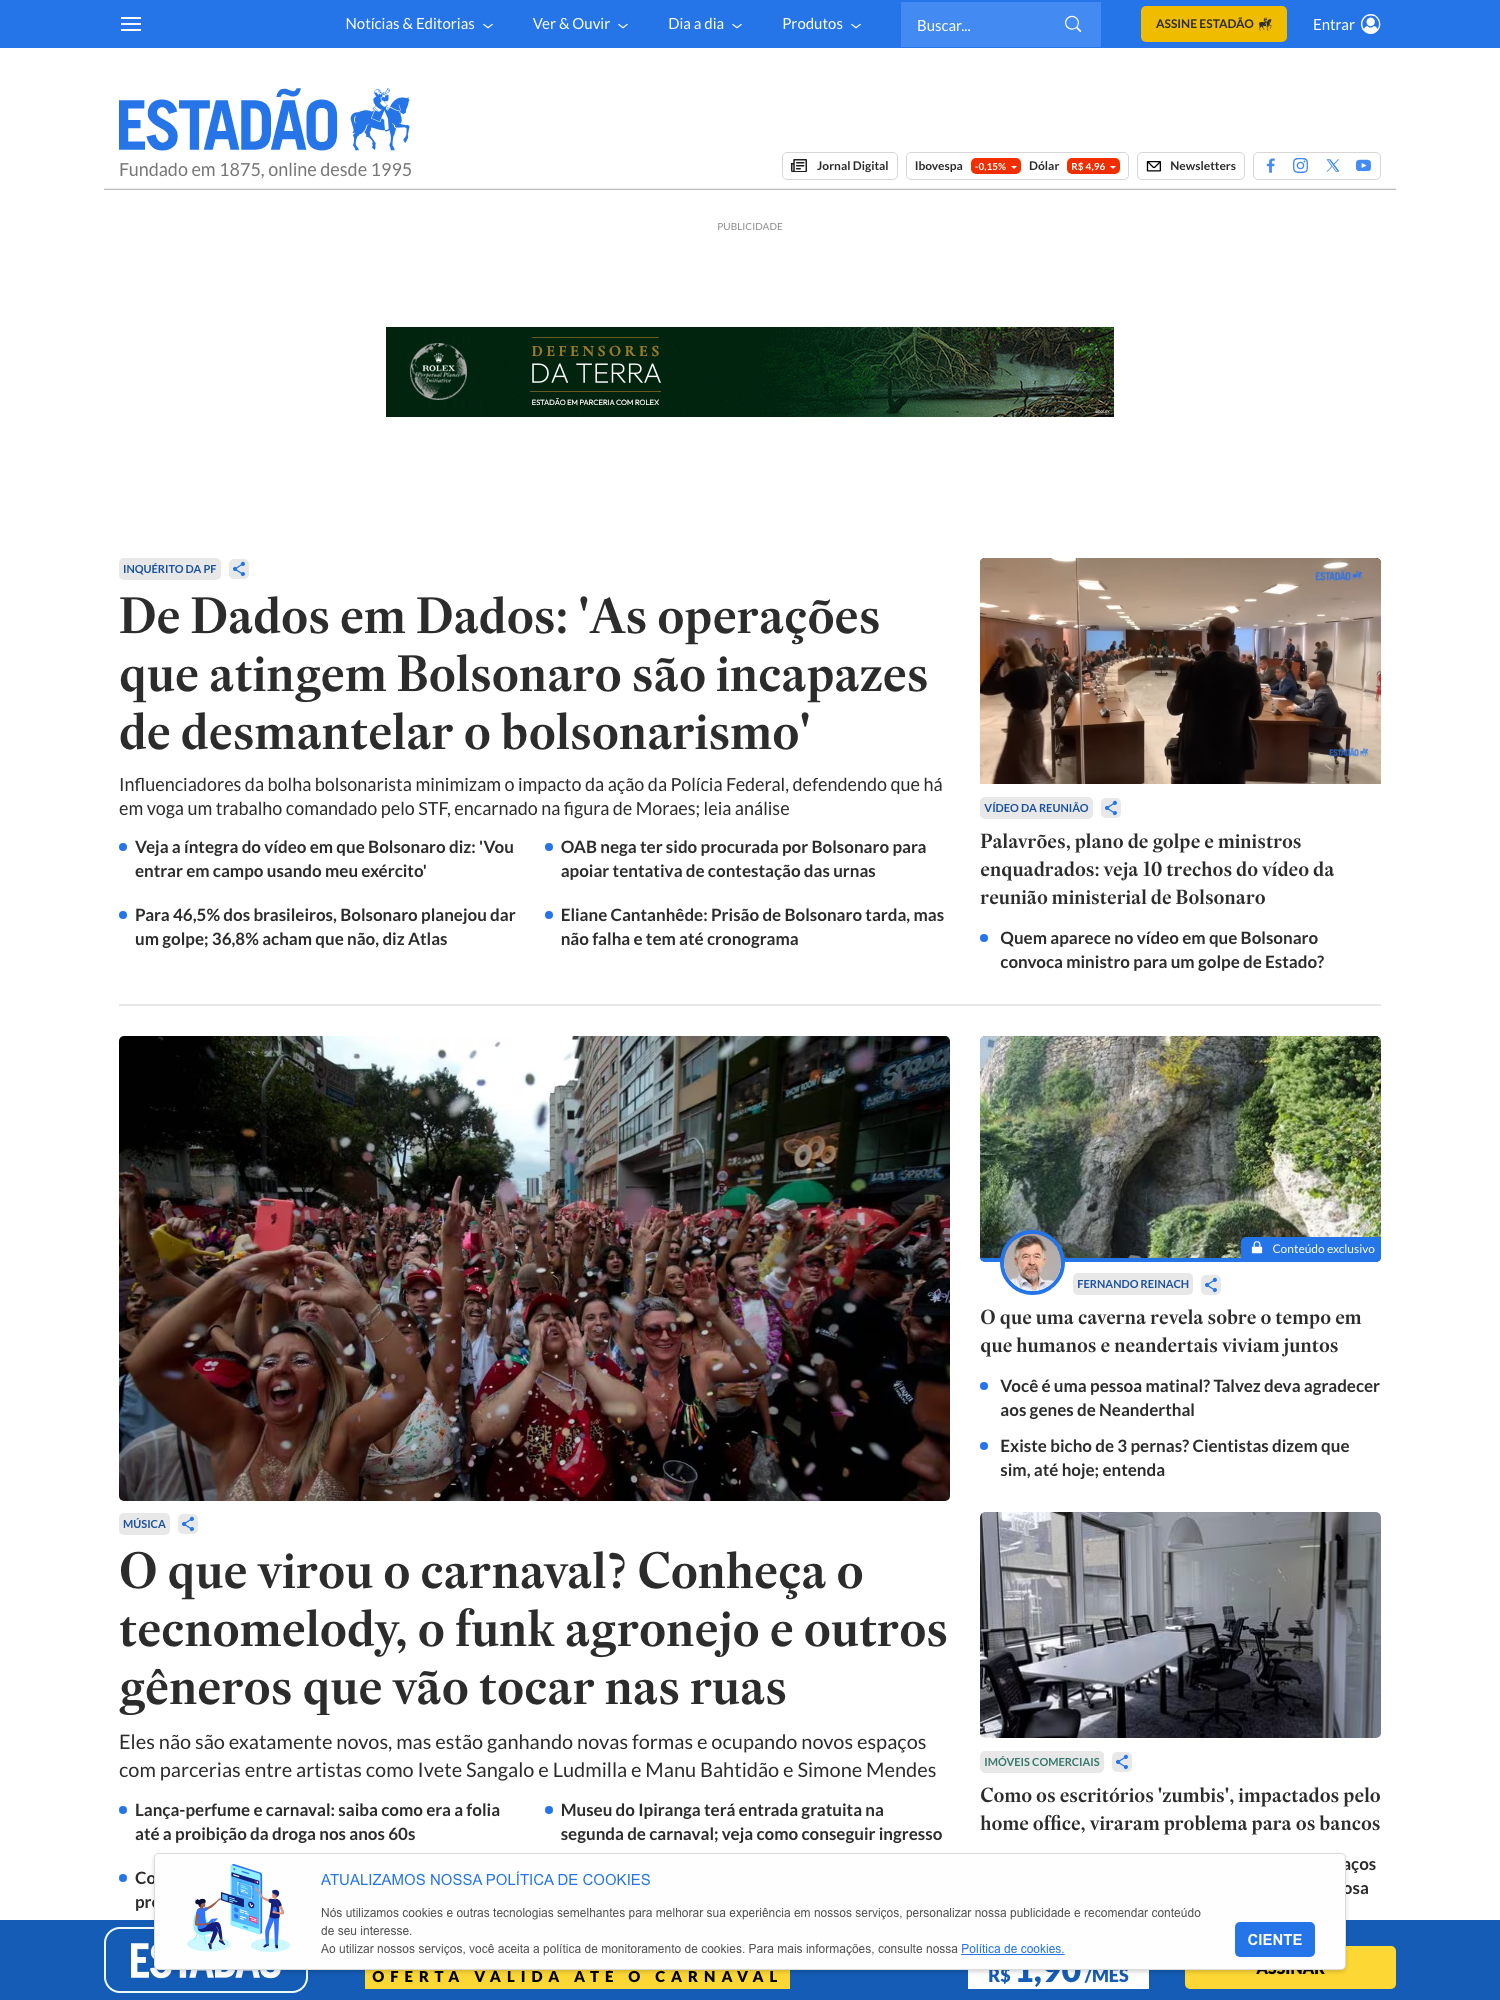 Notícias & Editorias
Ver & Ouvir
Dia a dia
Produtos
Buscar...
ASSINE ESTADÃO
Entrar
ESTADÃO
Fundado em 1875, online desde 1995
Jornal Digital
Ibovespa -0,15%
Dólar R$ 4,96
Newsletters
PUBLICIDADE
ROLEX
Perpetual Planet
Initiative
DEFENSORES
DA TERRA
ESTADÃO EM PARCERIA COM ROLEX
INQUÉRITO DA PF
De Dados em Dados: 'As operações
que atingem Bolsonaro são incapazes
de desmantelar o bolsonarismo'
Influenciadores da bolha bolsonarista minimizam o impacto da ação da Polícia Federal, defendendo que há
em voga um trabalho comandado pelo STF, encarnado na figura de Moraes; leia análise
Veja a íntegra do vídeo em que Bolsonaro diz: 'Vou
entrar em campo usando meu exército'
OAB nega ter sido procurada por Bolsonaro para
apoiar tentativa de contestação das urnas
Para 46,5% dos brasileiros, Bolsonaro planejou dar
um golpe; 36,8% acham que não, diz Atlas
Eliane Cantanhêde: Prisão de Bolsonaro tarda, mas
não falha e tem até cronograma
ESTADÃO
ESTADÃO
VÍDEO DA REUNIÃO
Palavrões, plano de golpe e ministros
enquadrados: veja 10 trechos do vídeo da
reunião ministerial de Bolsonaro
Quem aparece no vídeo em que Bolsonaro
convoca ministro para um golpe de Estado?
MÚSICA
O que virou o carnaval? Conheça o
tecnomelody, o funk agronejo e outros
gêneros que vão tocar nas ruas
Eles não são exatamente novos, mas estão ganhando novas formas e ocupando novos espaços
com parcerias entre artistas como Ivete Sangalo e Ludmilla e Manu Bahtidão e Simone Mendes
Lança-perfume e carnaval: saiba como era a folia
até a proibição da droga nos anos 60s
Museu do Ipiranga terá entrada gratuita na
segunda de carnaval; veja como conseguir ingresso
Conteúdo exclusivo
FERNANDO REINACH
O que uma caverna revela sobre o tempo em
que humanos e neandertais viviam juntos
Você é uma pessoa matinal? Talvez deva agradecer
aos genes de Neanderthal
Existe bicho de 3 pernas? Cientistas dizem que
sim, até hoje; entenda
IMÓVEIS COMERCIAIS
Como os escritórios 'zumbis', impactados pelo
home office, viraram problema para os bancos
ATUALIZAMOS NOSSA POLÍTICA DE COOKIES
Nós utilizamos cookies e outras tecnologias semelhantes para melhorar sua experiência em nossos serviços, personalizar nossa publicidade e recomendar conteúdo
de seu interesse.
Ao utilizar nossos serviços, você aceita a política de monitoramento de cookies. Para mais informações, consulte nossa Política de cookies.
CIENTE
ESTADÃO
OFERTA VÁLIDA ATÉ O CARNAVAL
R$ 1,90/MÊS
ASSINAR